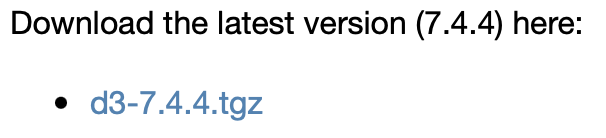 Download the latest version (7.4.4) here:
• d3-7.4.4.tgz